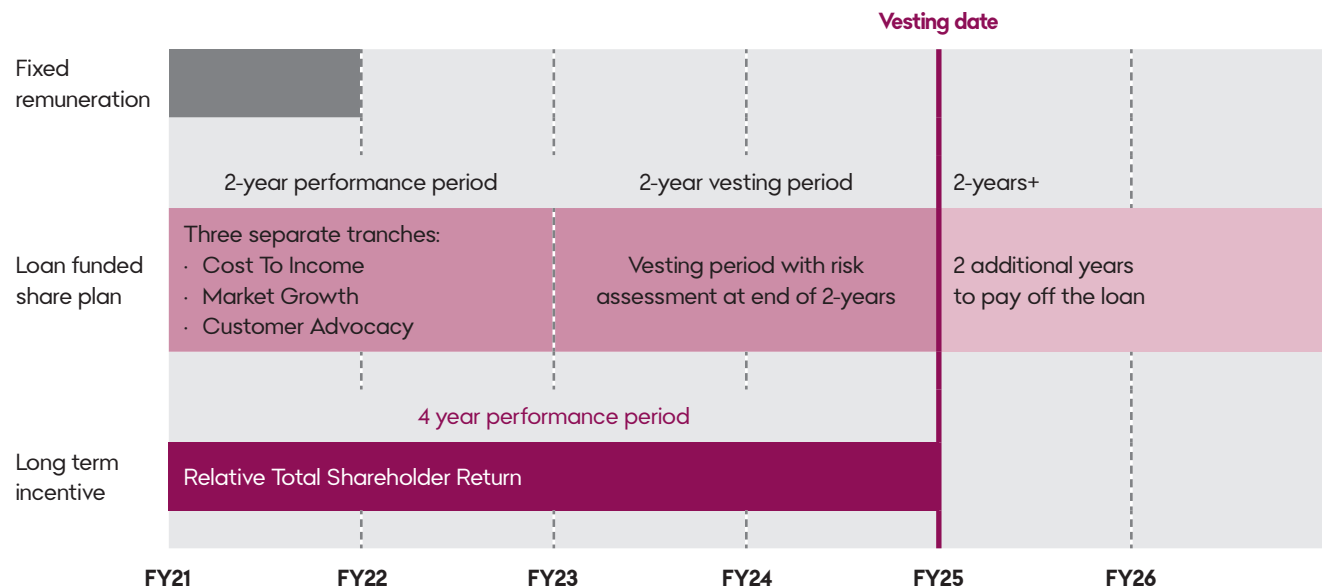 Vesting date
Fixed
remuneration
2-year performance period
2-year vesting period
2-years+
Loan funded
share plan
Three separate tranches:
· Cost To Income
· Market Growth
· Customer Advocacy
Vesting period with risk
assessment at end of 2-years
2 additional years
to pay off the loan
4 year performance period
Long term
incentive
Relative Total Shareholder Return
FY21
FY22
FY23
FY24
FY25
FY26